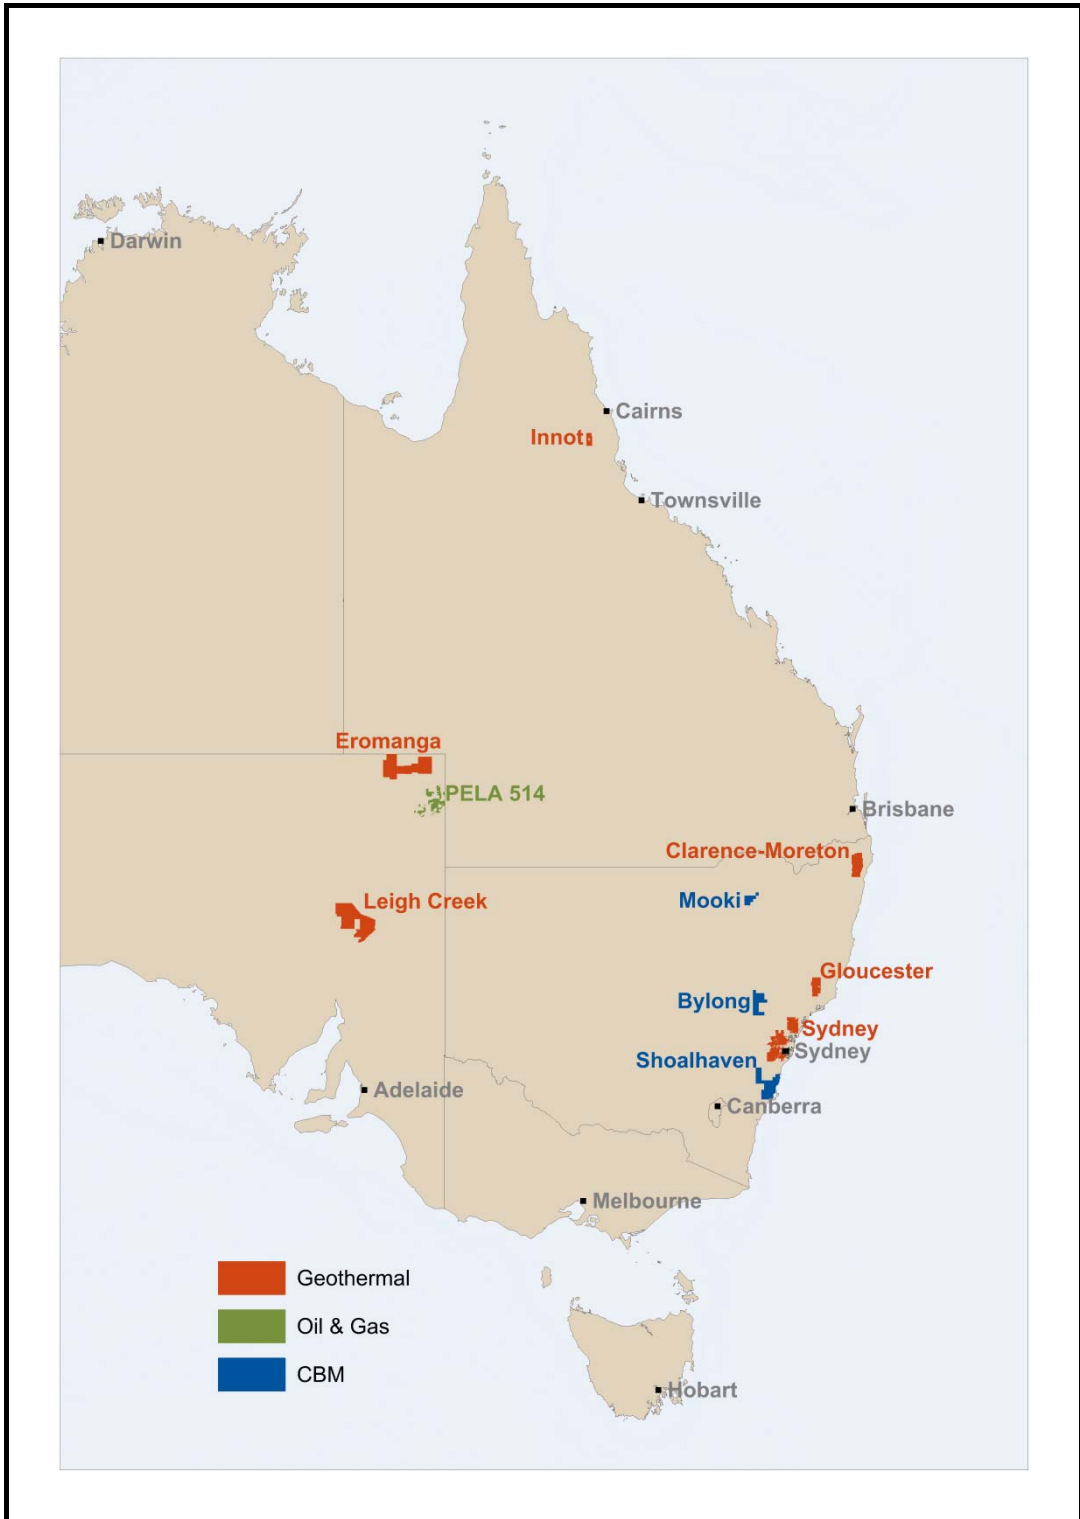 Darwin
Cairns
Innot
Townsville
Eromanga
PELA 514
Brisbane
Clarence-Moreton
Leigh Creek
Mooki
Gloucester
Bylong
Sydney
Sydney
Shoalhaven
Adelaide
Canberra
Melbourne
Geothermal
Oil & Gas
CBM
Hobart